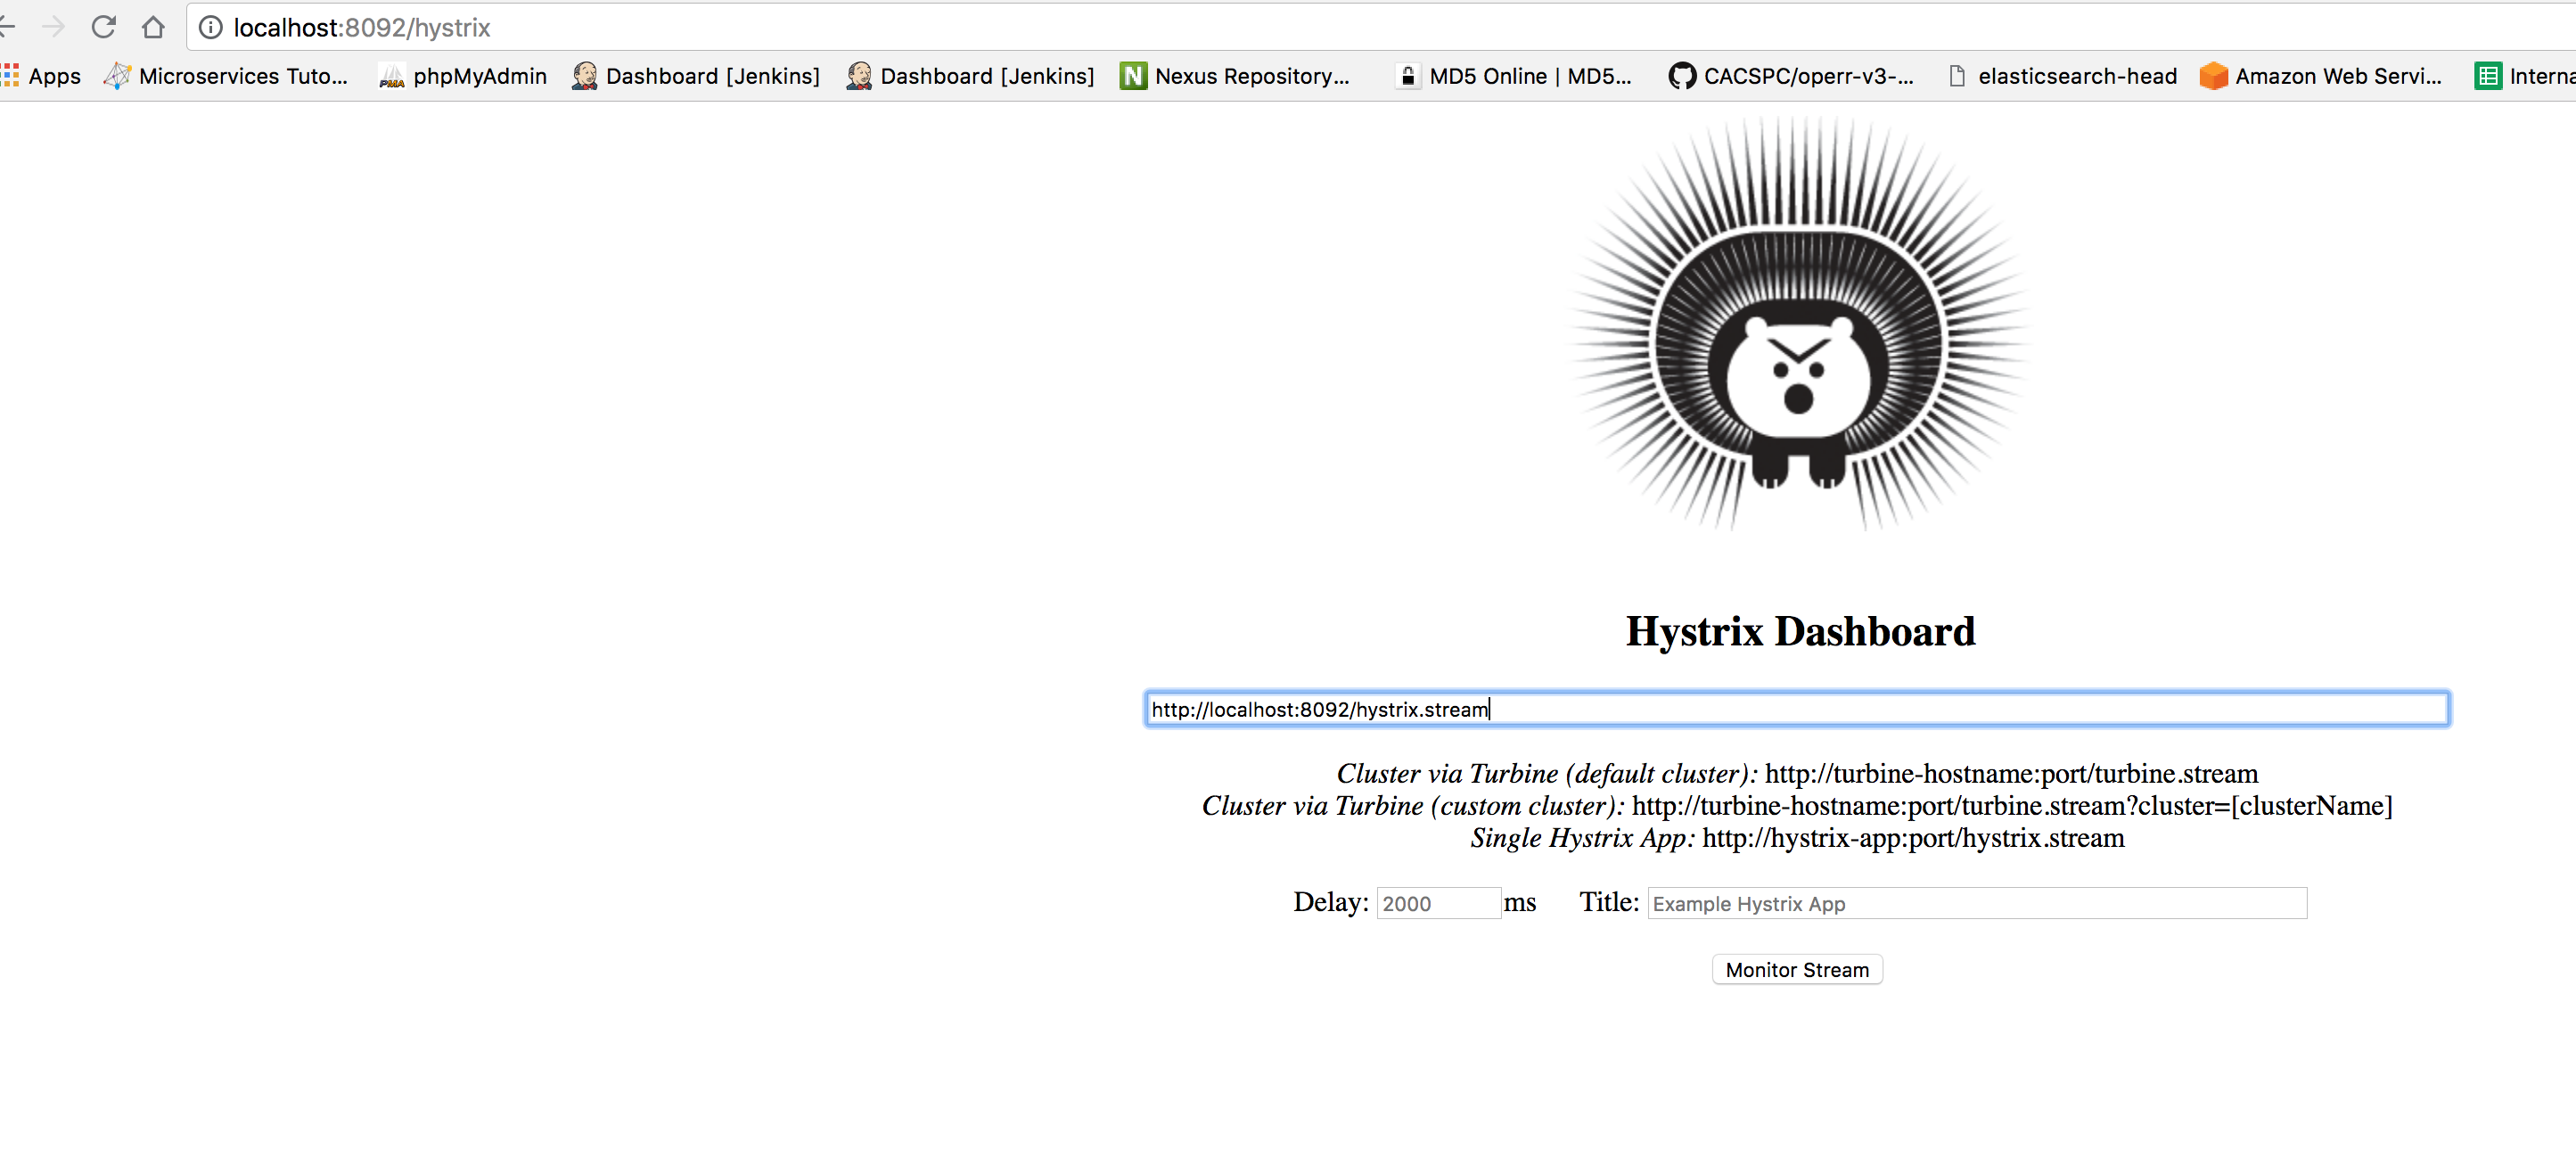 localhost:8092/hystrix
Apps Microservices Tuto... phpMyAdmin Dashboard [Jenkins] Dashboard [Jenkins] N Nexus Repository... MD5 Online | MD5... CACSPC/operr-v3-... elasticsearch-head Amazon Web Servi... Interna
Hystrix Dashboard
http://localhost:8092/hystrix.stream
Cluster via Turbine (default cluster): http://turbine-hostname:port/turbine.stream
Cluster via Turbine (custom cluster): http://turbine-hostname:port/turbine.stream?cluster=[clusterName]
Single Hystrix App: http://hystrix-app:port/hystrix.stream
Delay: 2000 ms Title: Example Hystrix App
Monitor Stream